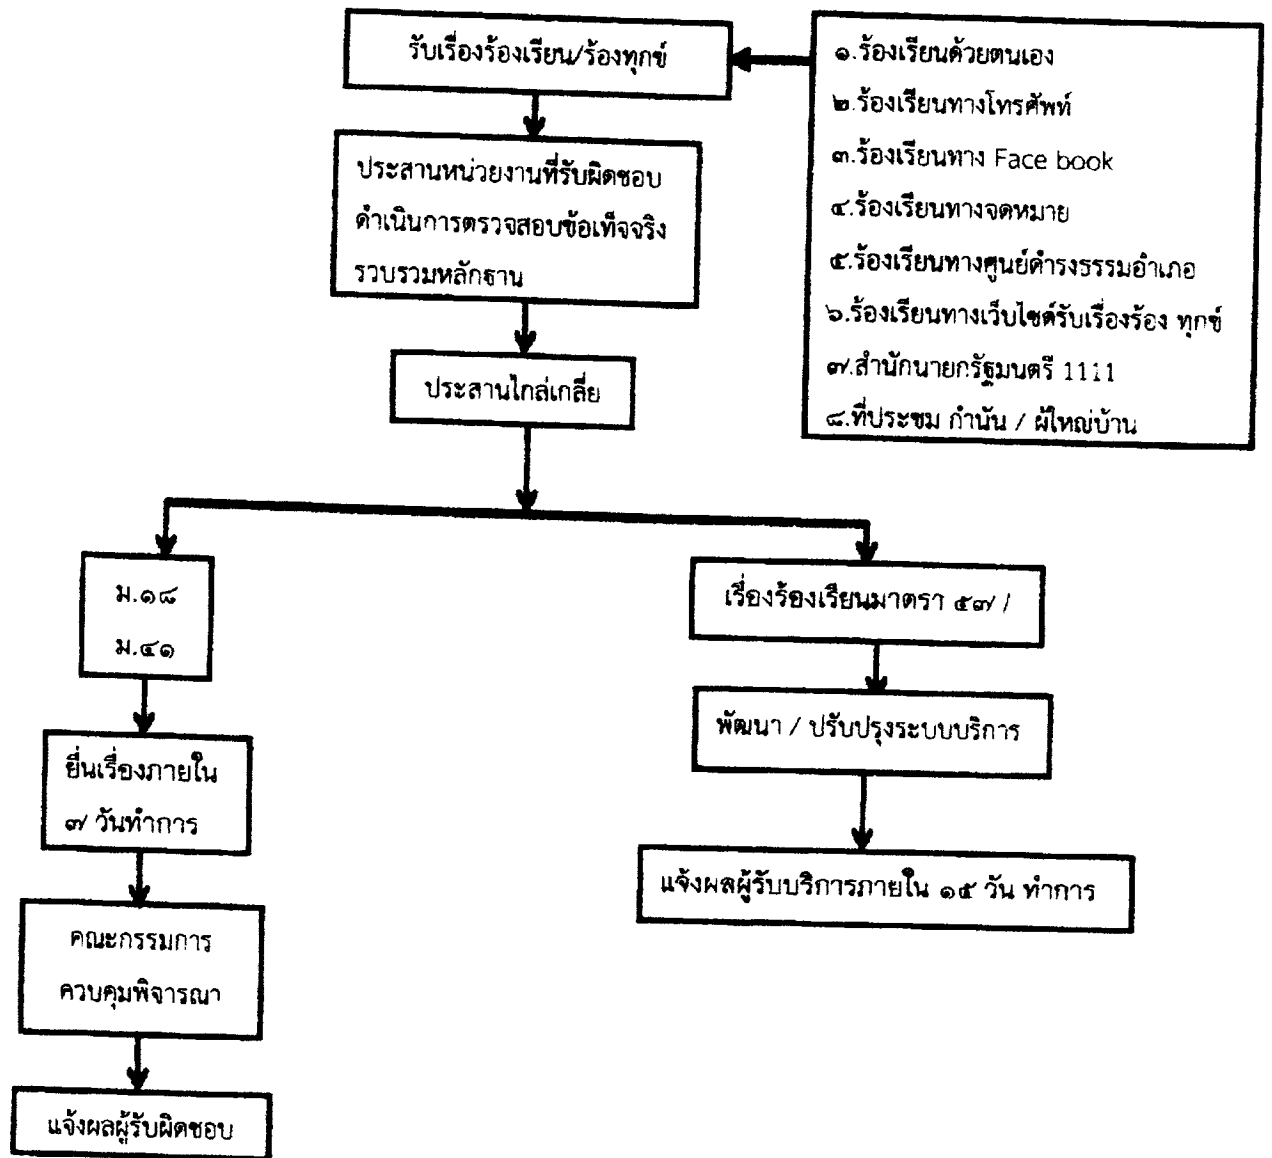 รับเรื่องร้องเรียน/ร้องทุกข์
๑.ร้องเรียนด้วยตนเอง
๒.ร้องเรียนทางโทรศัพท์
๓.ร้องเรียนทาง Face book
๔.ร้องเรียนทางจดหมาย
๕.ร้องเรียนทางศูนย์ดำรงธรรมอำเภอ
๖.ร้องเรียนทางเว็บไซต์รับเรื่องร้อง ทุกข์
๗.สำนักนายกรัฐมนตรี 1111
๘.ที่ประชุม กำนัน / ผู้ใหญ่บ้าน
ประสานหน่วยงานที่รับผิดชอบ
ดำเนินการตรวจสอบข้อเท็จจริง
รวบรวมหลักฐาน
ประสานไกล่เกลี่ย
ม.๑๘
ม.๔๑
ยื่นเรื่องภายใน
๗ วันทำการ
คณะกรรมการ
ควบคุมพิจารณา
แจ้งผลผู้รับผิดชอบ
เรื่องร้องเรียนมาตรา ๕๗ /
พัฒนา / ปรับปรุงระบบบริการ
แจ้งผลผู้รับบริการภายใน ๑๕ วัน ทำการ